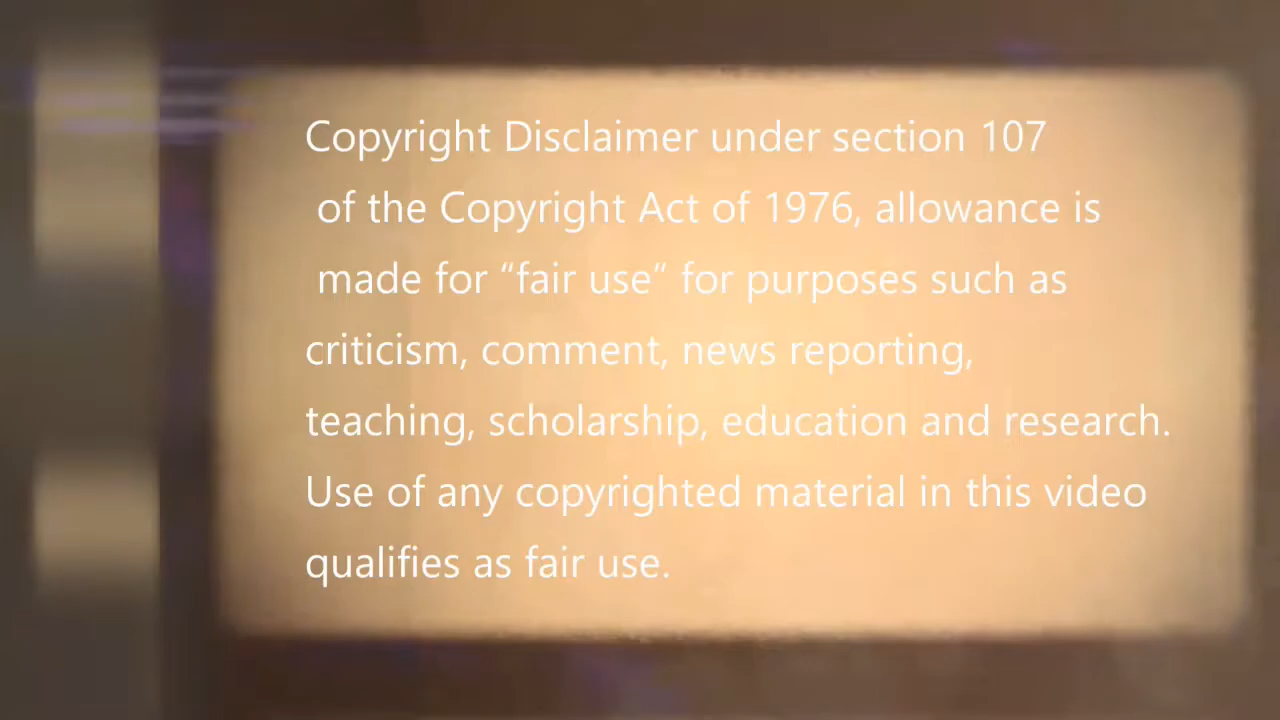 Copyright Disclaimer under section 107
of the Copyright Act of 1976, allowance is
made for “fair use” for purposes such as
criticism, comment, news reporting,
teaching, scholarship, education and research.
Use of any copyrighted material in this video
qualifies as fair use.